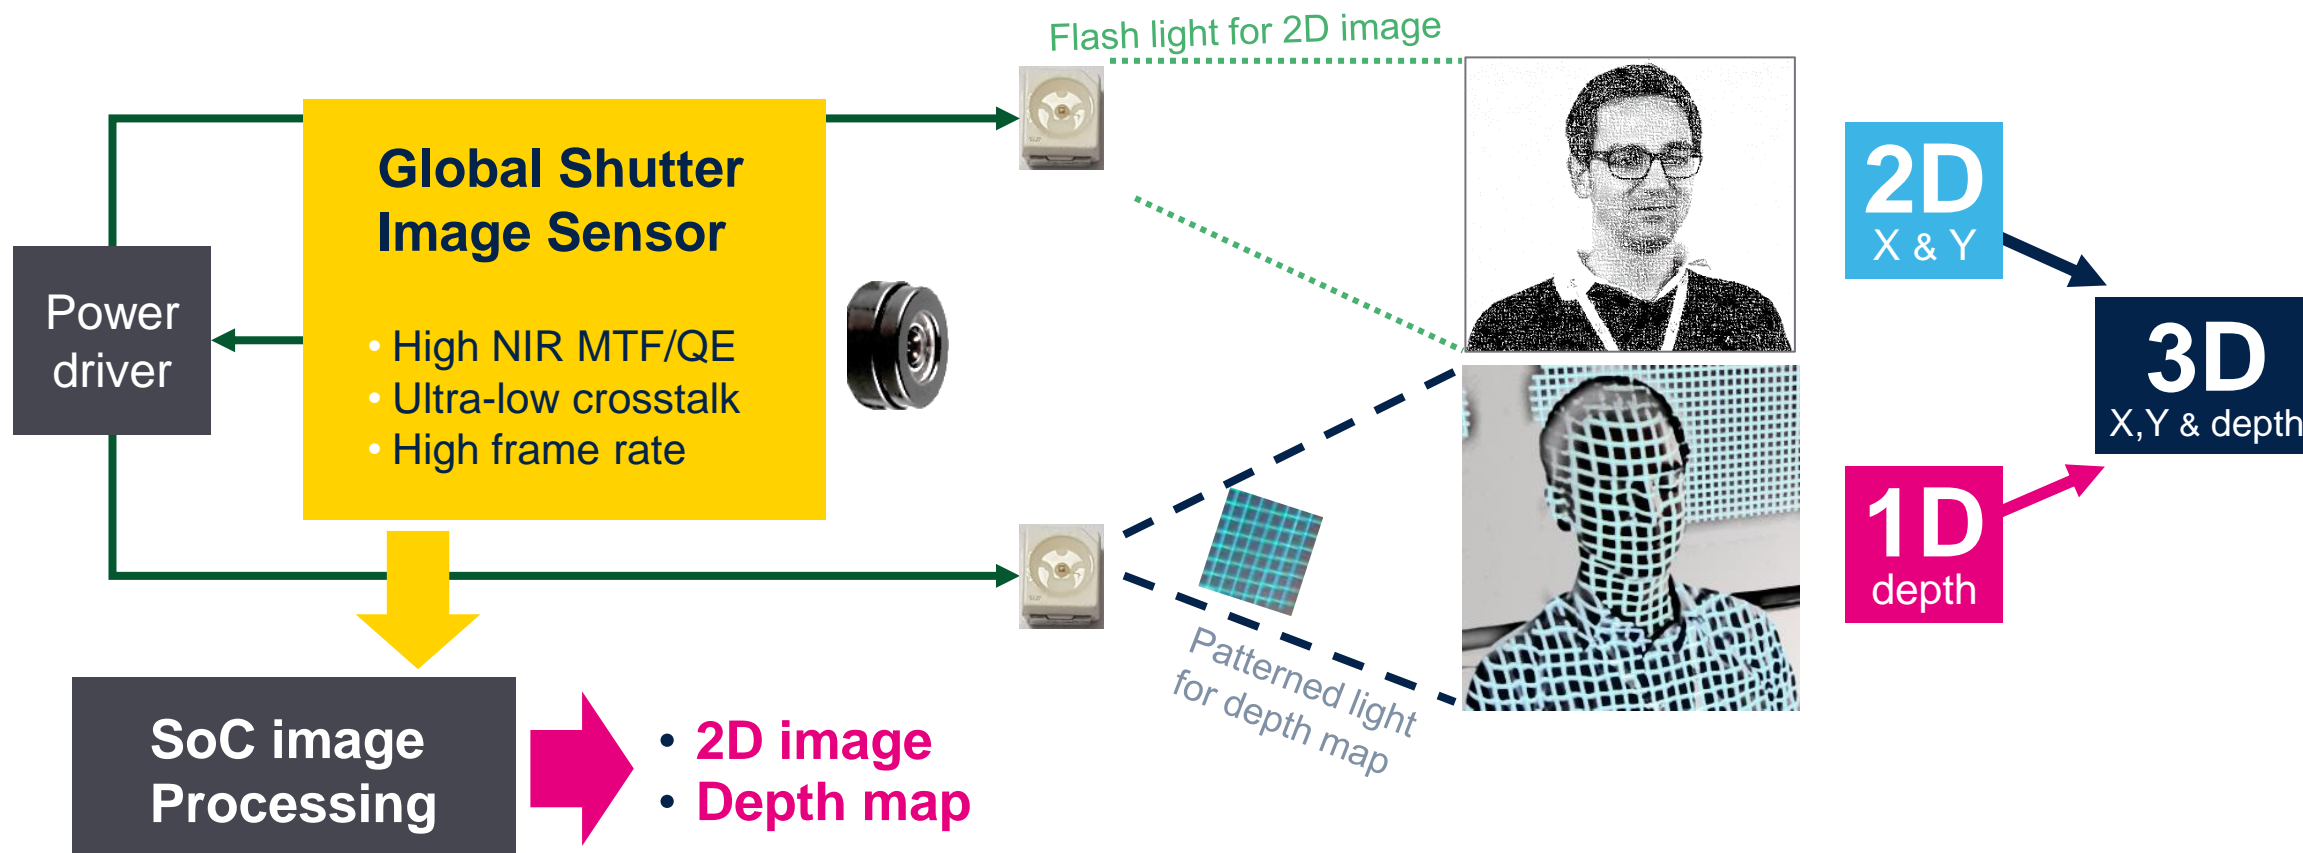 Flash light for 2D image
Global Shutter
Image Sensor
• High NIR MTF/QE
• Ultra-low crosstalk
• High frame rate
Power
driver
2D
X & Y
3D
X,Y & depth
1D
depth
Patterned light
for depth map
SoC image
Processing
• 2D image
• Depth map